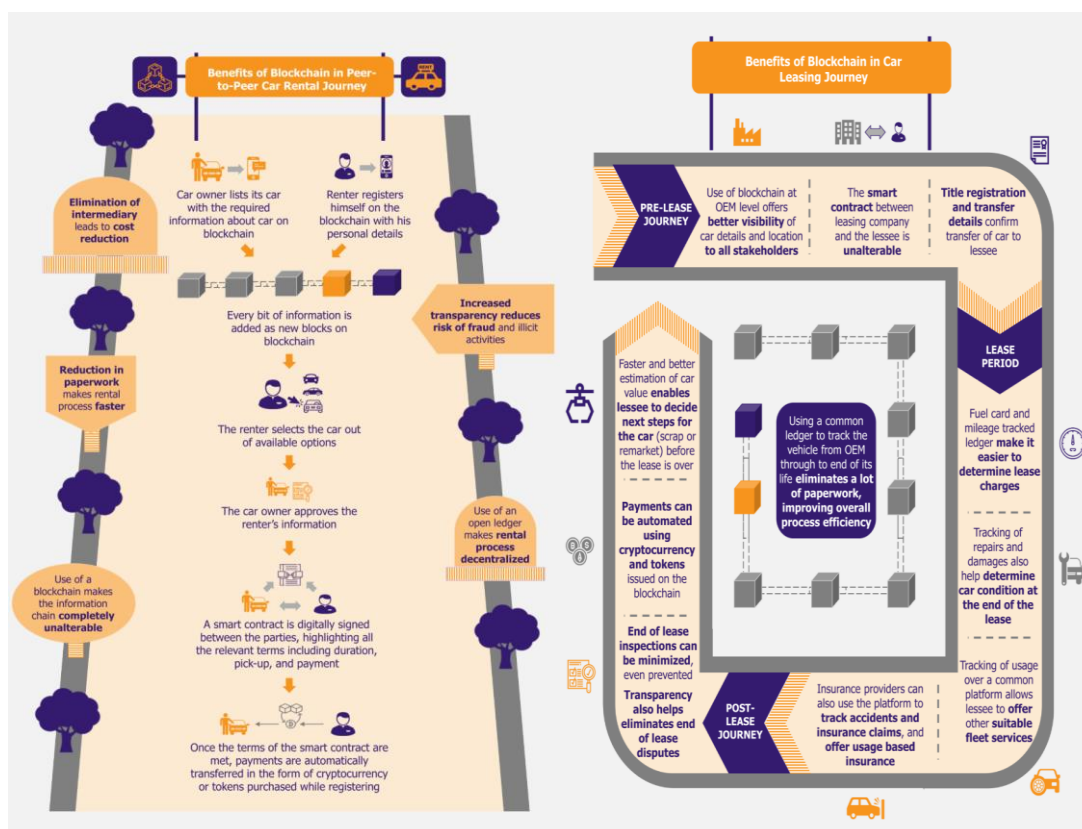 Benefits of Blockchain in Peer-
to-Peer Car Rental Journey
RENT
Car owner lists its car
with the required
information about car on
blockchain
Renter registers
himself on the
blockchain with his
personal details
Elimination of
intermediary
leads to cost
reduction
Every bit of information is
added as new blocks on
blockchain
Increased
transparency reduces
risk of fraud and illicit
activities
Reduction in
paperwork
makes rental
process faster
The renter selects the car out
of available options
The car owner approves the
renter's information
Use of an
open ledger
makes rental
process
decentralized
Use of a
blockchain makes
the information
chain completely
unalterable
A smart contract is digitally signed
between the parties, highlighting all
the relevant terms including duration,
pick-up, and payment
Once the terms of the smart contract are
met, payments are automatically
transferred in the form of cryptocurrency
or tokens purchased while registering
Benefits of Blockchain in Car
Leasing Journey
PRE-LEASE
JOURNEY
Use of blockchain at
OEM level offers
better visibility of
car details and location
to all stakeholders
The smart
contract between
leasing company
and the lessee is
unalterable
Title registration
and transfer
details confirm
transfer of car to
lessee
LEASE
PERIOD
Fuel card and
mileage tracked
ledger make it
easier to
determine lease
charges
Tracking of
repairs and
damages also
help determine
car condition at
the end of the
lease
Tracking of usage
over a common
platform allows
lessee to offer
other suitable
fleet services
Insurance providers can
also use the platform to
track accidents and
insurance claims, and
offer usage based
insurance
POST-
LEASE
JOURNEY
Faster and better
estimation of car
value enables
lessee to decide
next steps for
the car (scrap or
remarket) before
the lease is over
Payments can
be automated
using
cryptocurrency
and tokens
issued on the
blockchain
End of lease
inspections can
be minimized,
even prevented
Transparency
also helps
eliminates end
of lease
disputes
Using a common
ledger to track the
vehicle from OEM
through to end of its
life eliminates a lot
of paperwork,
improving overall
process efficiency